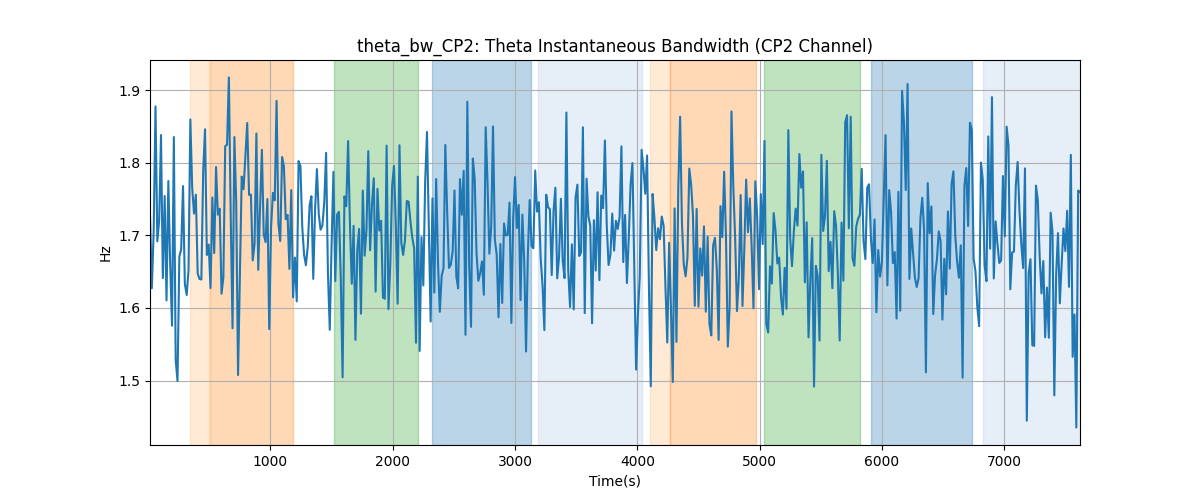 theta_bw_CP2: Theta Instantaneous Bandwidth (CP2 Channel)
1.9
1.8
1.7
1.6
1.5
Hz
1000 2000 3000 4000 5000 6000 7000
Time(s)